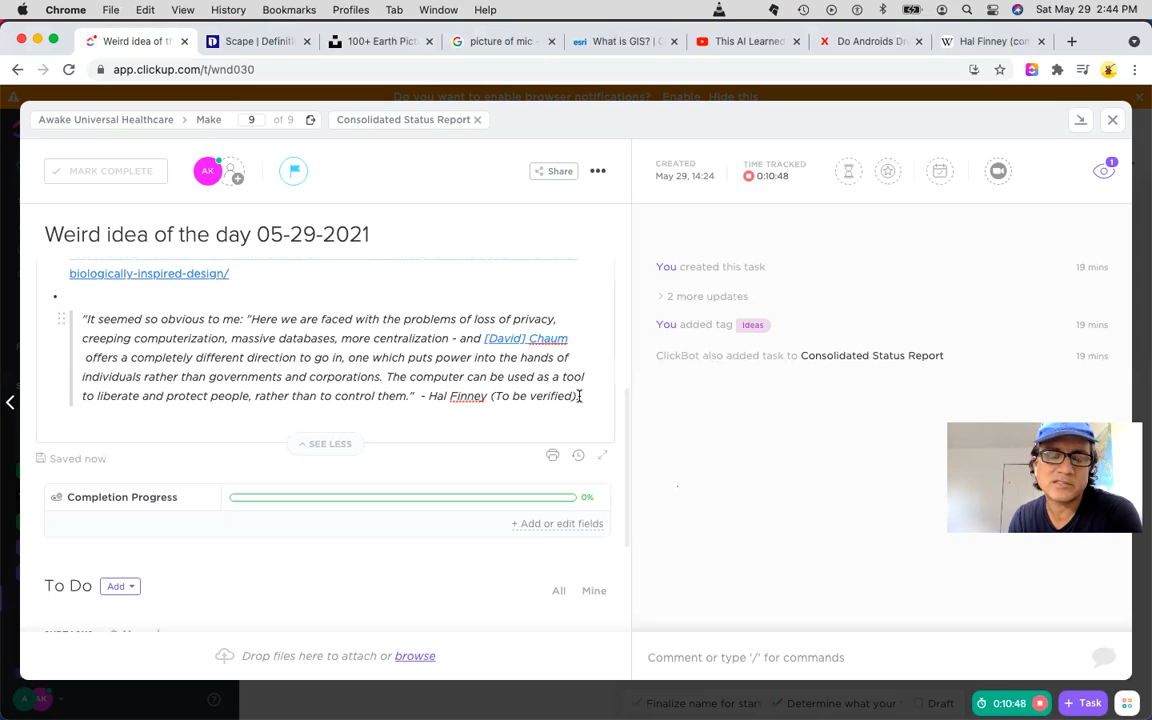 Chrome File Edit View History Bookmarks Profiles Tab Window Help Sat May 29 2:44 PM
Weird idea of th Scape | Definiti 100+ Earth Pict picture of mic - esri What is GIS? | G This AI Learned Do Androids Dr W Hal Finney (com
app.clickup.com/t/wnd030
Do you want to enable browser notifications? Enable Hide this
Awake Universal Healthcare > Make 9 of 9 Consolidated Status Report ×
MARK COMPLETE AK Share
CREATED
May 29, 14:24
TIME TRACKED
0:10:48
1
Weird idea of the day 05-29-2021
biologically-inspired-design/
"It seemed so obvious to me: "Here we are faced with the problems of loss of privacy,
creeping computerization, massive databases, more centralization - and [David] Chaum
offers a completely different direction to go in, one which puts power into the hands of
individuals rather than governments and corporations. The computer can be used as a tool
to liberate and protect people, rather than to control them." - Hal Finney (To be verified)
SEE LESS
Saved now
Completion Progress 0%
+ Add or edit fields
To Do Add All Mine
Drop files here to attach or browse
You created this task 19 mins
> 2 more updates
You added tag Ideas 19 mins
ClickBot also added task to Consolidated Status Report 19 mins
Comment or type '/' for commands
A AK Finalize name for star Determine what your Draft 0:10:48 + Task